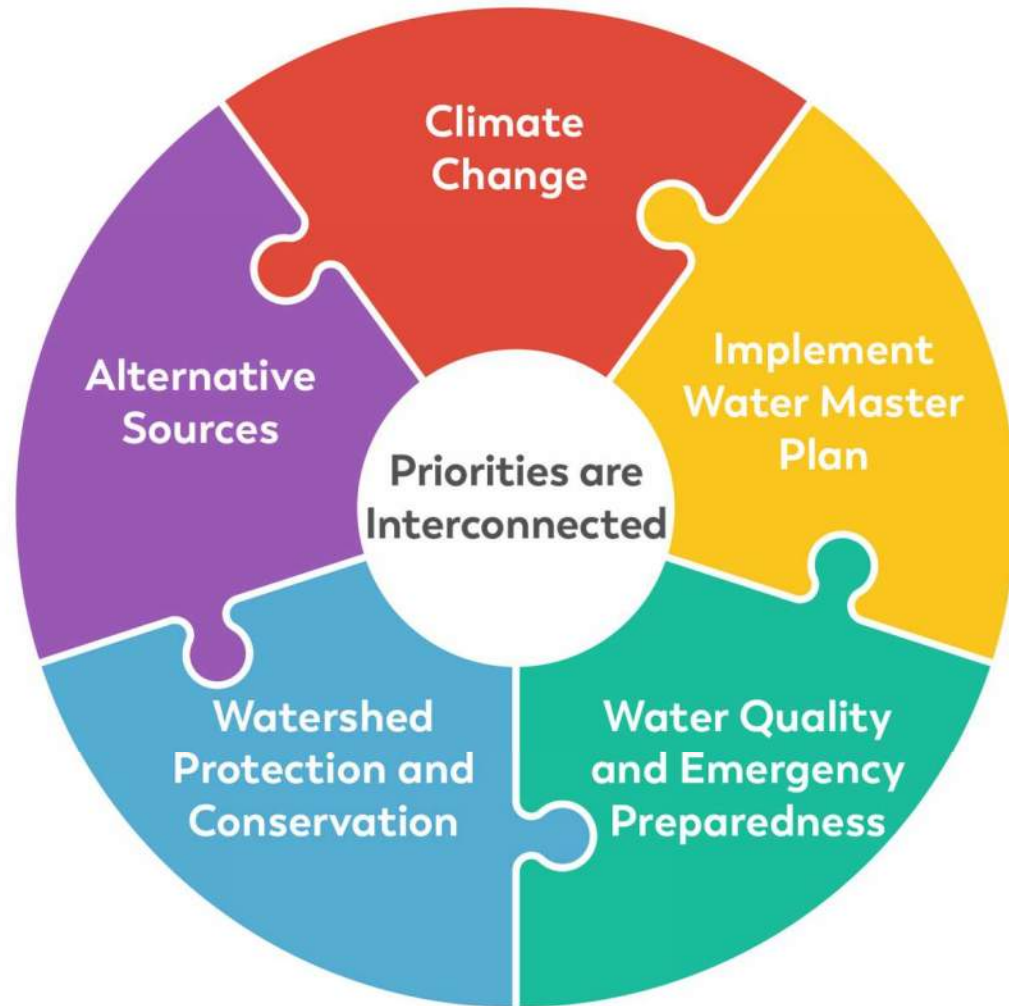 Climate
Change
Implement
Water Master
Plan
Water Quality
and Emergency
Preparedness
Watershed
Protection and
Conservation
Alternative
Sources
Priorities are
Interconnected